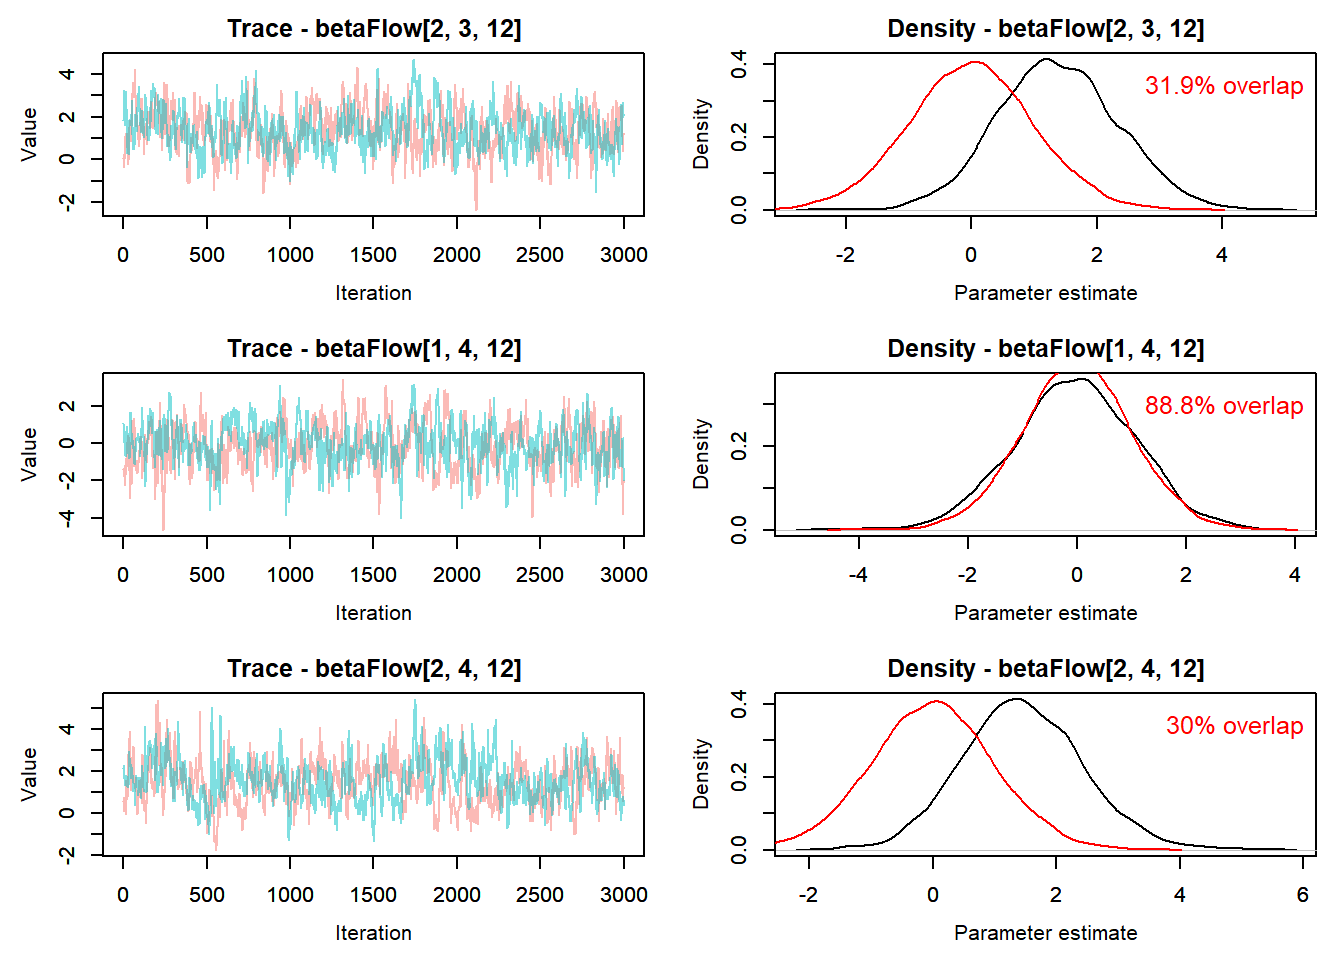 Trace - betaFlow[2, 3, 12]
Value
-2 0 2 4
0 500 1000 1500 2000 2500 3000
Iteration
Density - betaFlow[2, 3, 12]
31.9% overlap
Density
0.0 0.2 0.4
-2 0 2 4
Parameter estimate
Trace - betaFlow[1, 4, 12]
Value
-4 -2 0 2
0 500 1000 1500 2000 2500 3000
Iteration
Density - betaFlow[1, 4, 12]
88.8% overlap
Density
0.0 0.2
-4 -2 0 2 4
Parameter estimate
Trace - betaFlow[2, 4, 12]
Value
-2 0 2 4
0 500 1000 1500 2000 2500 3000
Iteration
Density - betaFlow[2, 4, 12]
30% overlap
Density
0.0 0.2 0.4
-2 0 2 4 6
Parameter estimate